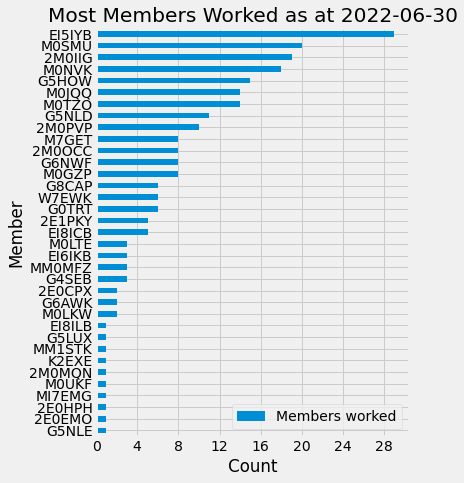 Most Members Worked as at 2022-06-30
EI5IYB
M0SMU
2M0IIG
M0NVK
G5HOW
M0JQQ
M0TZO
G5NLD
2M0PVP
M7GET
2M0OCC
G6NWF
M0GZP
G8CAP
W7EWK
G0TRT
2E1PKY
EI8ICB
M0LTE
EI6IKB
MM0MFZ
G4SEB
2E0CPX
G6AWK
M0LKW
EI8ILB
G5LUX
MM1STK
K2EXE
2M0MQN
M0UKF
MI7EMG
2E0HPH
2E0EMO
G5NLE
Member
Members worked
0 4 8 12 16 20 24 28
Count